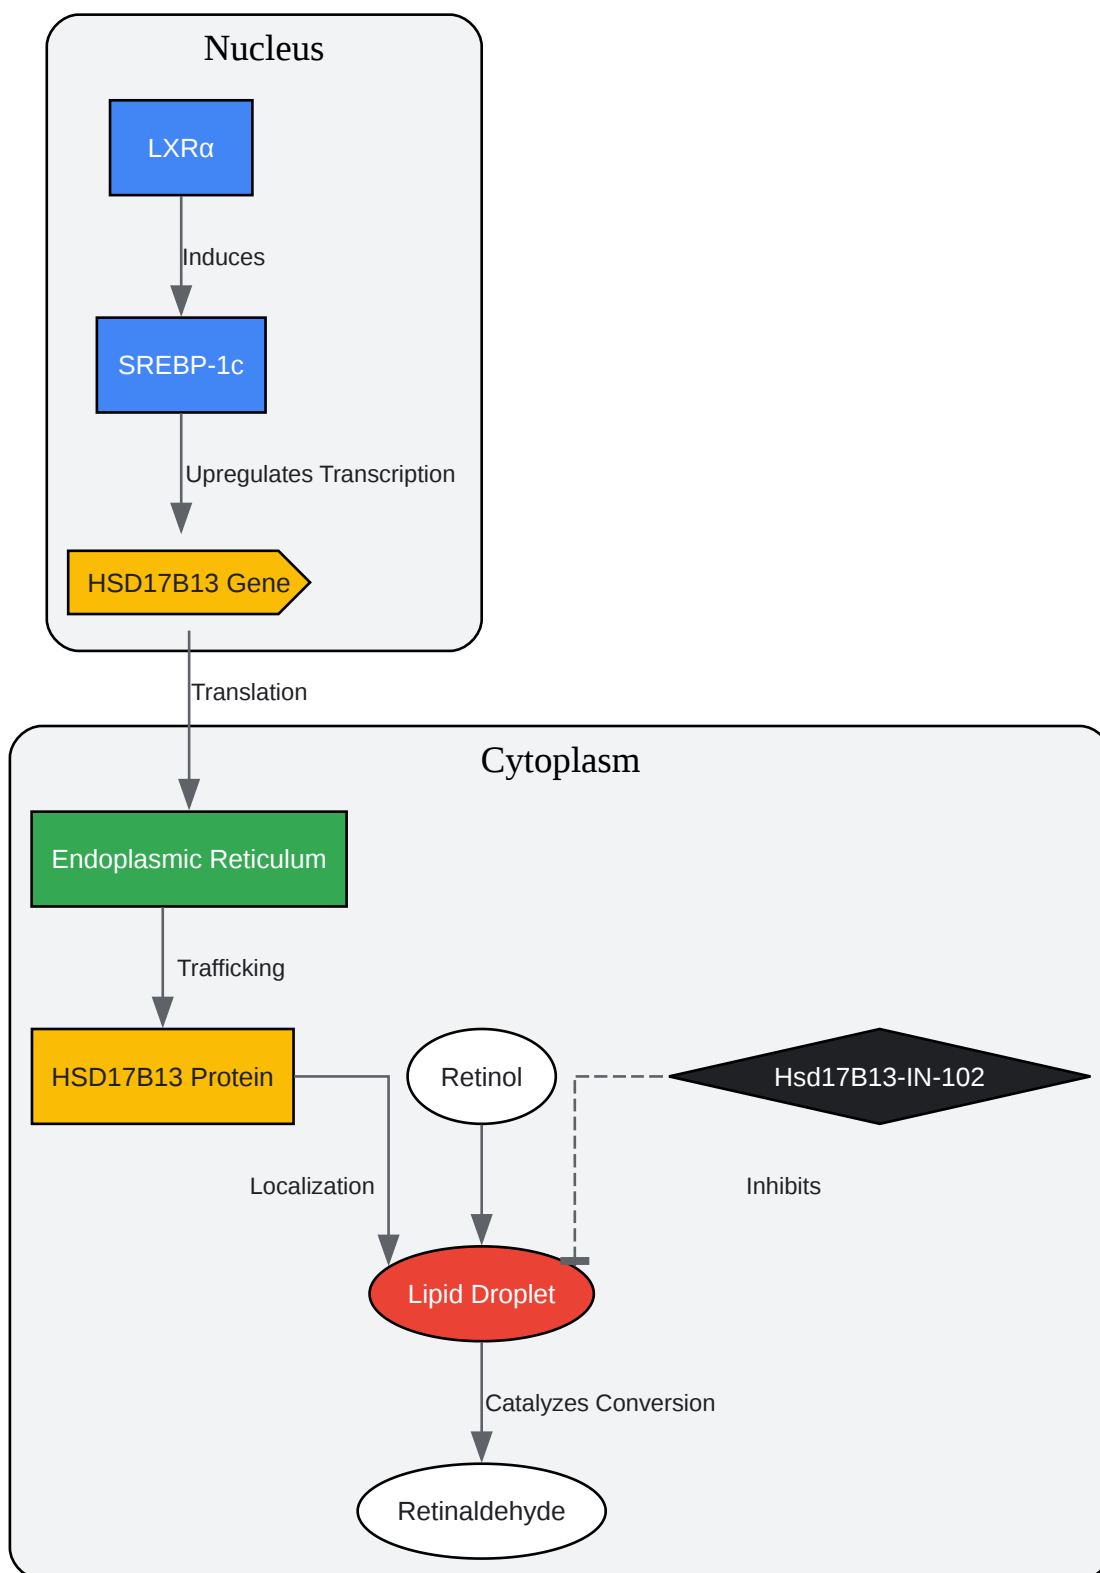 Nucleus
LXRα
Induces
SREBP-1c
Upregulates Transcription
HSD17B13 Gene
Translation
Cytoplasm
Endoplasmic Reticulum
Trafficking
HSD17B13 Protein
Retinol
Hsd17B13-IN-102
Localization
Inhibits
Lipid Droplet
Catalyzes Conversion
Retinaldehyde